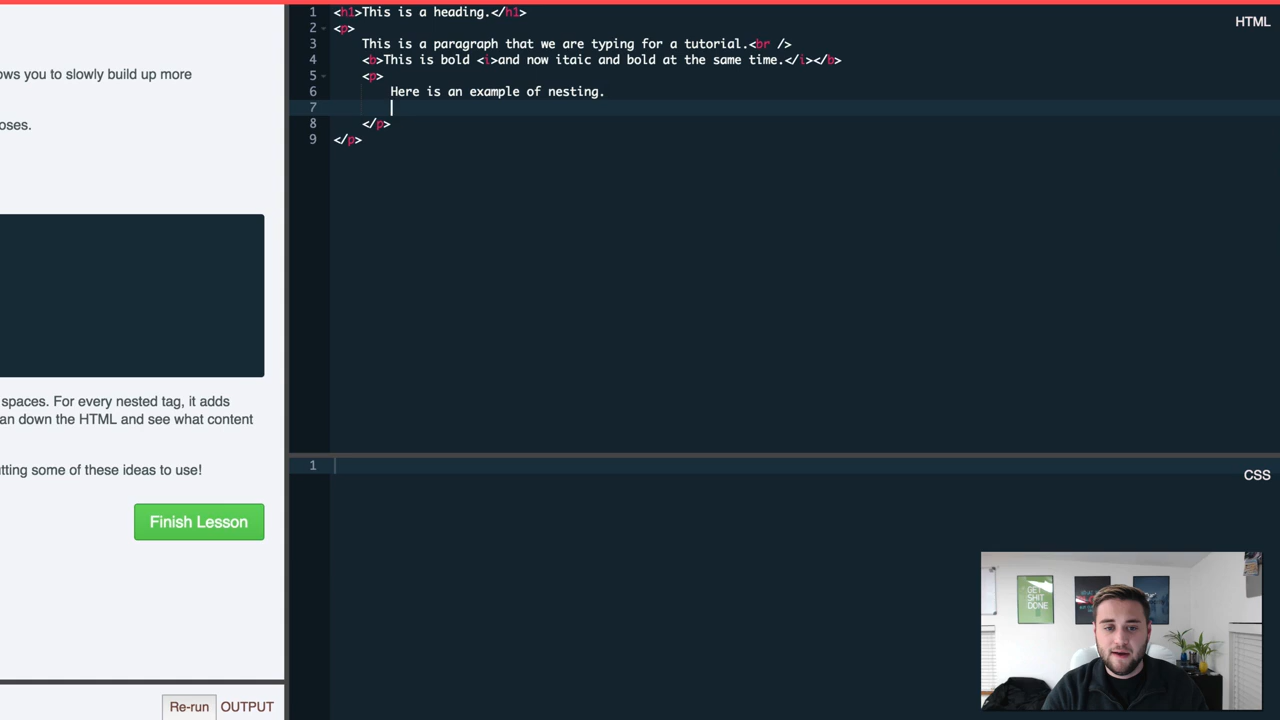 ows you to slowly build up more
oses.
spaces. For every nested tag, it adds
an down the HTML and see what content
tting some of these ideas to use!
Finish Lesson
Re-run OUTPUT
HTML
1 <h1>This is a heading.</h1>
2 <p>
3 This is a paragraph that we are typing for a tutorial.<br />
4 <b>This is bold <i>and now itaic and bold at the same time.</i></b>
5 <p>
6 Here is an example of nesting.
7
8 </p>
9 </p>
CSS
1
GET
SHIT
DONE